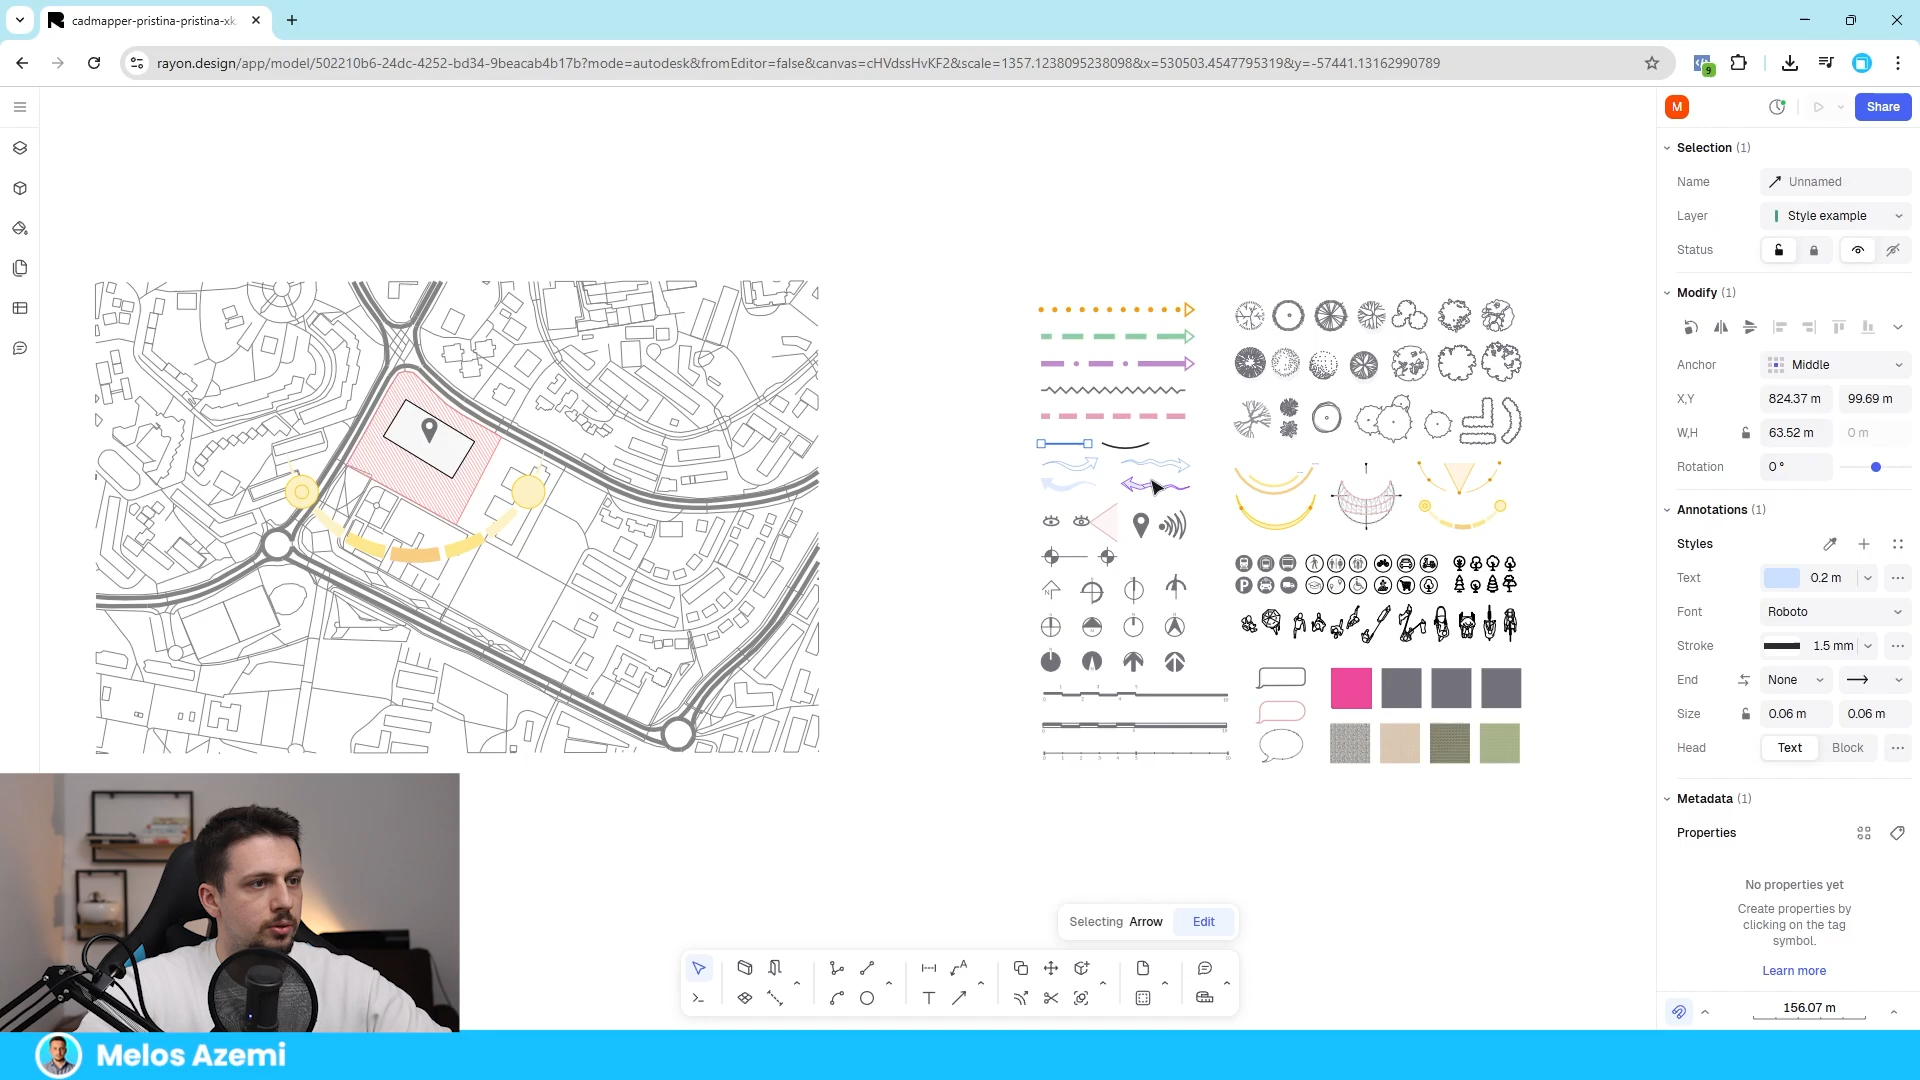 cadmapper-pristina-pristina-xk
rayon.design/app/model/502210b6-24dc-4252-bd34-9beacab4b17b?mode=autodesk&fromEditor=false&canvas=cHVdssHvKF2&scale=1357.1238095238098&x=530503.4547795319&y=-57441.13162990789
9
M
Share
Selection (1)
Name Unnamed
Layer Style example
Status
Modify (1)
Anchor Middle
X,Y 824.37 m 99.69 m
W,H 63.52 m 0 m
Rotation 0 °
Annotations (1)
Styles
Text 0.2 m
Font Roboto
Stroke 1.5 mm
End None
Size 0.06 m 0.06 m
Head Text Block
Metadata (1)
Properties
No properties yet
Create properties by
clicking on the tag
symbol.
Learn more
156.07 m
Selecting Arrow Edit
Melos Azemi